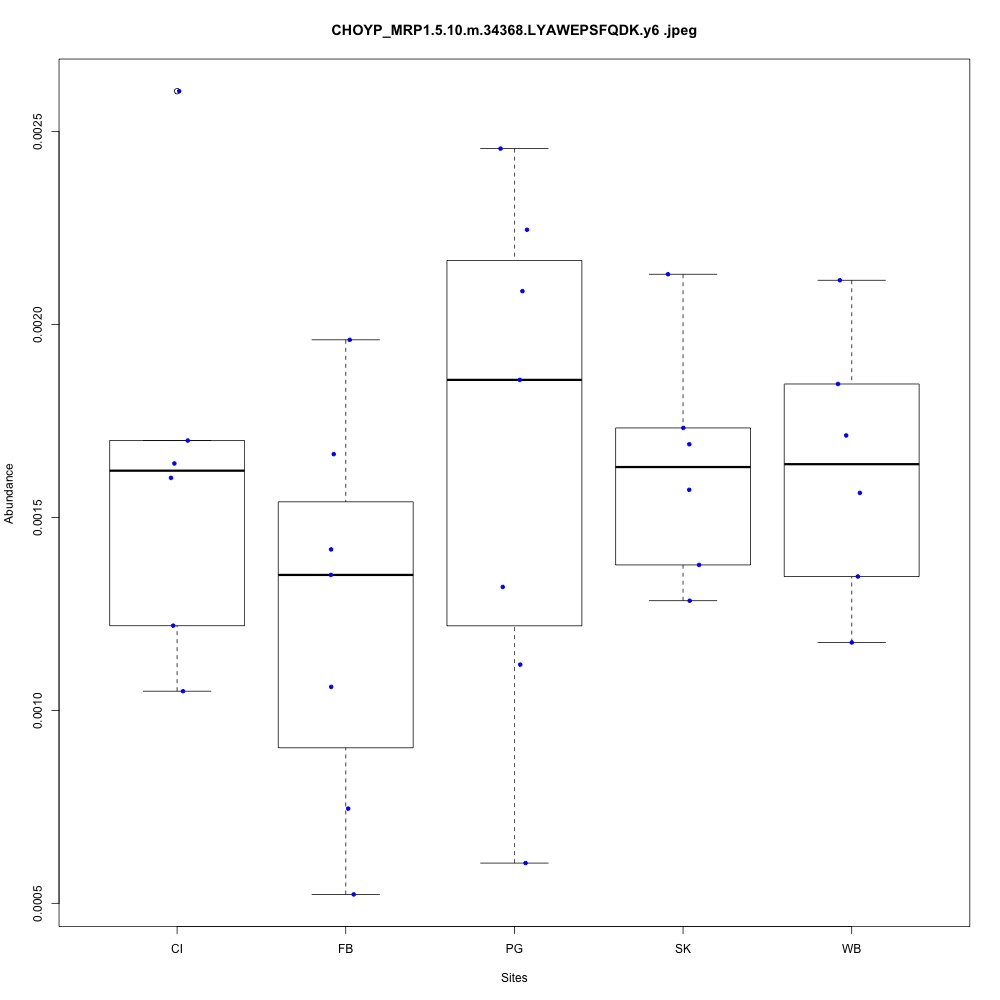 CHOYP_MRP1.5.10.m.34368.LYAWEPSFQDK.y6 .jpeg
Abundance
0.0025
0.0020
0.0015
0.0010
0.0005
CI FB PG SK WB
Sites